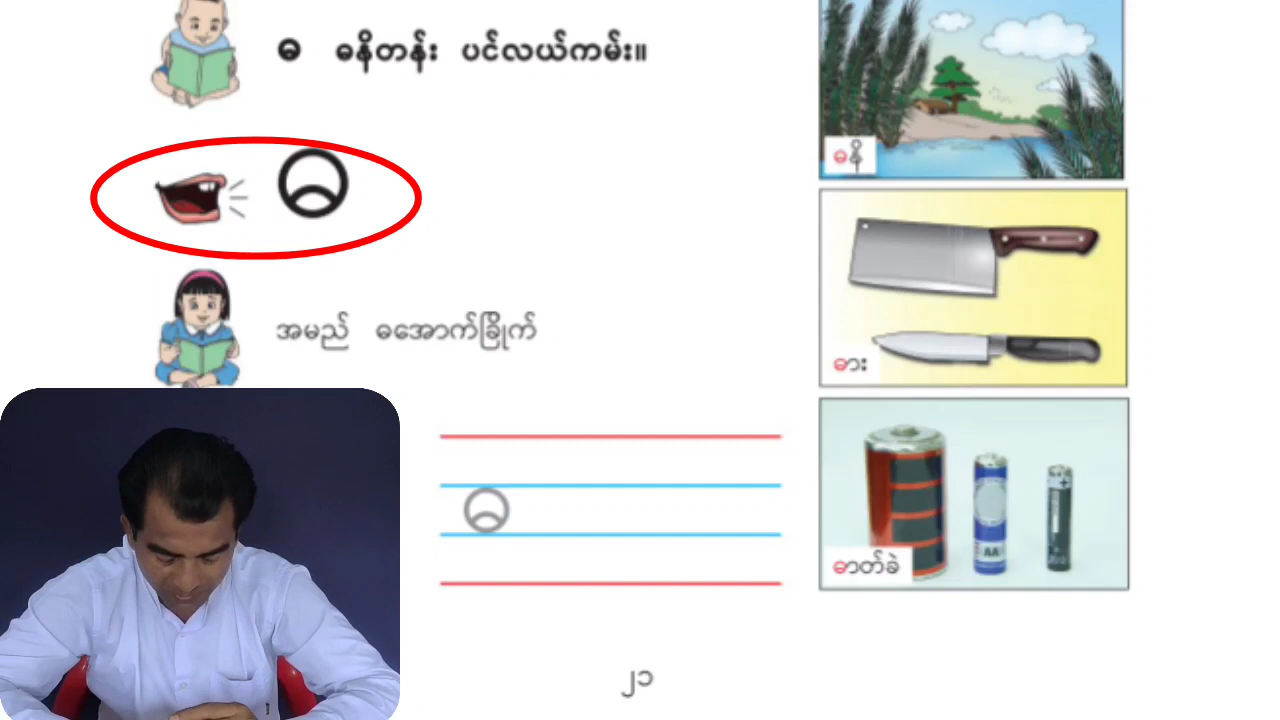 ဓ ဓနိတန်း ပင်လယ်ကမ်း။
ဓ
အမည် ဓအောက်ခြိုက်
ဓ
ဓနိ
ဓား
ဓာတ်ခဲ
AA
၂၁